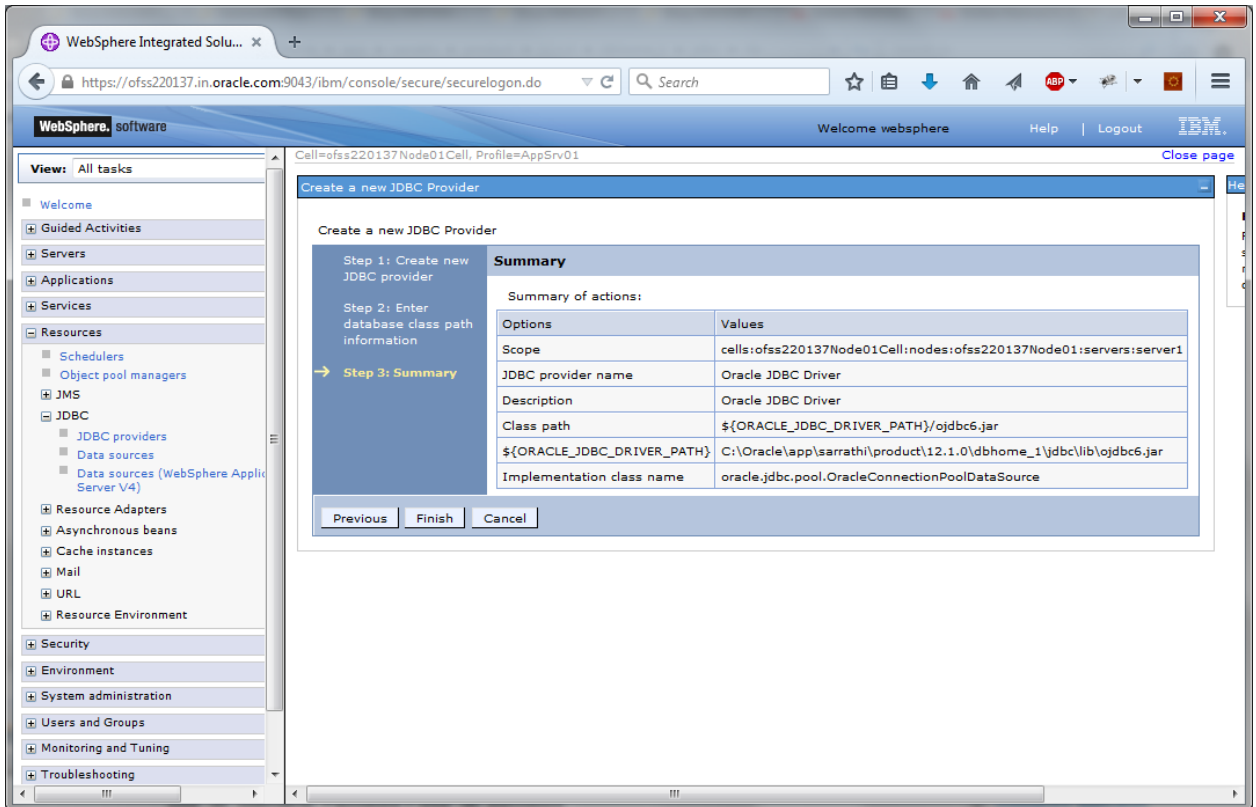 WebSphere Integrated Solu...
https://ofss220137.in.oracle.com:9043/ibm/console/secure/securelogon.do
Search
ABP
WebSphere. software
Welcome websphere
Help | Logout
IBM.
View: All tasks
Cell=ofss220137Node01Cell, Profile=AppSrv01
Close page
Welcome
Guided Activities
Servers
Applications
Services
Resources
Schedulers
Object pool managers
JMS
JDBC
JDBC providers
Data sources
Data sources (WebSphere Applic
Server V4)
Resource Adapters
Asynchronous beans
Cache instances
Mail
URL
Resource Environment
Security
Environment
System administration
Users and Groups
Monitoring and Tuning
Troubleshooting
Create a new JDBC Provider
He
Create a new JDBC Provider
Step 1: Create new
JDBC provider
Step 2: Enter
database class path
information
Step 3: Summary
Summary
Summary of actions:
Options Values
Scope cells:ofss220137Node01Cell:nodes:ofss220137Node01:servers:server1
JDBC provider name Oracle JDBC Driver
Description Oracle JDBC Driver
Class path ${ORACLE_JDBC_DRIVER_PATH}/ojdbc6.jar
${ORACLE_JDBC_DRIVER_PATH} C:\Oracle\app\sarrathi\product\12.1.0\dbhome_1\jdbc\lib\ojdbc6.jar
Implementation class name oracle.jdbc.pool.OracleConnectionPoolDataSource
Previous Finish Cancel